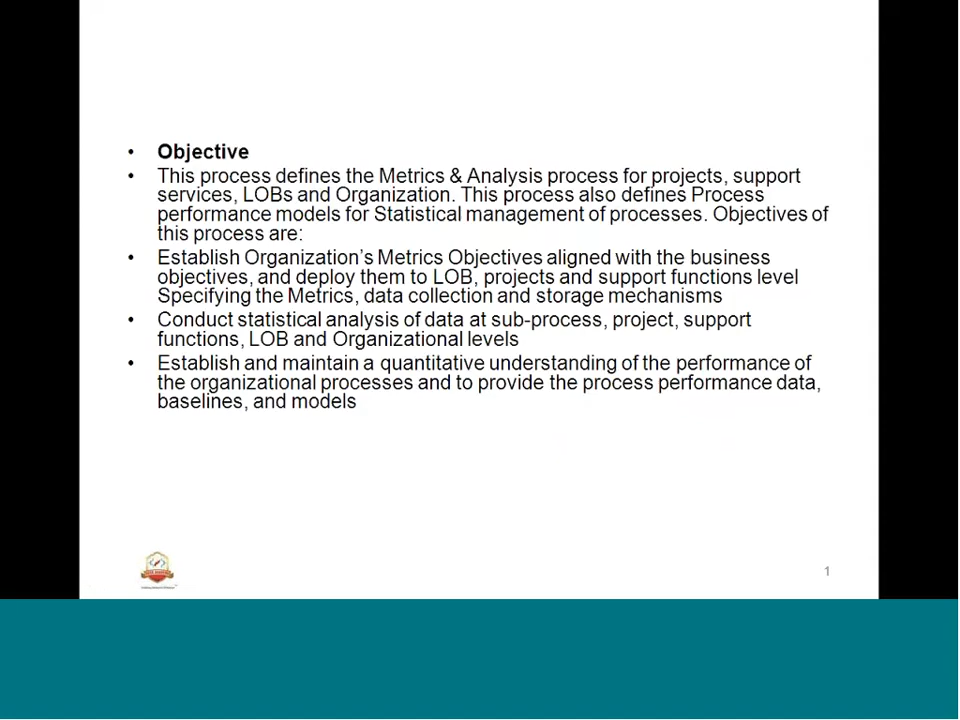 • Objective
• This process defines the Metrics & Analysis process for projects, support
services, LOBs and Organization. This process also defines Process
performance models for Statistical management of processes. Objectives of
this process are:
• Establish Organization's Metrics Objectives aligned with the business
objectives, and deploy them to LOB, projects and support functions level
Specifying the Metrics, data collection and storage mechanisms
• Conduct statistical analysis of data at sub-process, project, support
functions, LOB and Organizational levels
• Establish and maintain a quantitative understanding of the performance of
the organizational processes and to provide the process performance data,
baselines, and models
1